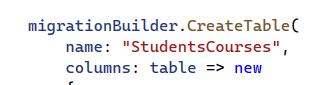 migrationBuilder.CreateTable(
name: "StudentsCourses",
columns: table => new